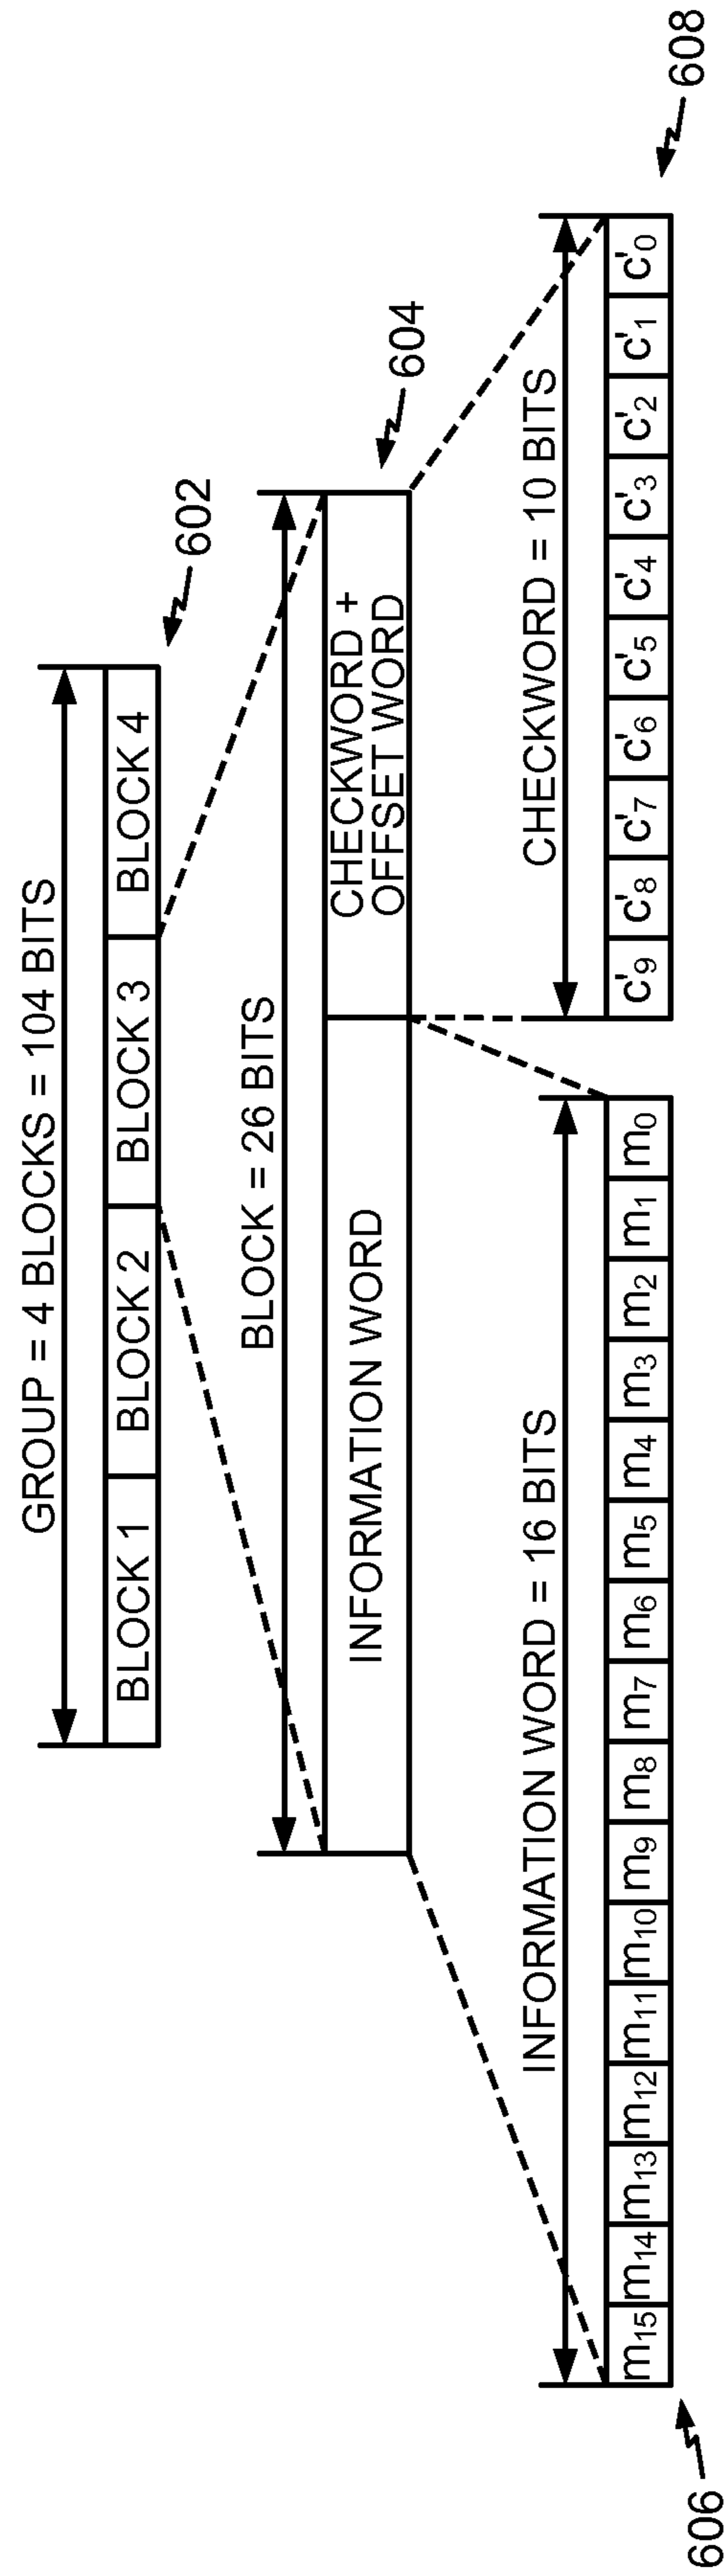 GROUP = 4 BLOCKS = 104 BITS
BLOCK 1 BLOCK 2 BLOCK 3 BLOCK 4
602
BLOCK = 26 BITS
INFORMATION WORD
CHECKWORD +
OFFSET WORD
604
INFORMATION WORD = 16 BITS
CHECKWORD = 10 BITS
m15 m14 m13 m12 m11 m10 m9 m8 m7 m6 m5 m4 m3 m2 m1 m0
c'9 c'8 c'7 c'6 c'5 c'4 c'3 c'2 c'1 c'0
606
608